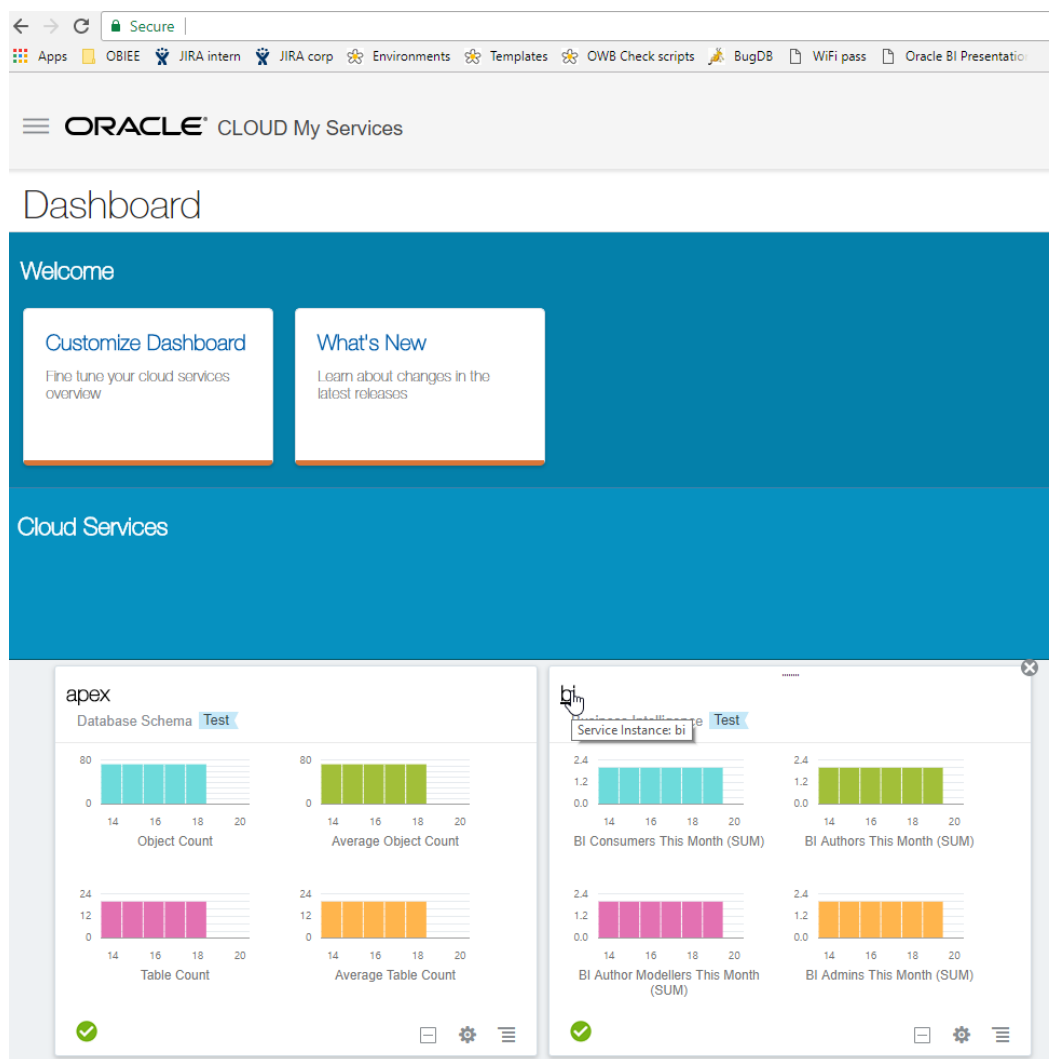 Secure
Apps OBIEE JIRA intern JIRA corp Environments Templates OWB Check scripts BugDB WiFi pass Oracle BI Presentatio
ORACLE® CLOUD My Services
Dashboard
Welcome
Customize Dashboard
Fine tune your cloud services
overview
What's New
Learn about changes in the
latest releases
Cloud Services
apex
Database Schema Test
80
0
14 16 18 20
Object Count
80
0
14 16 18 20
Average Object Count
24
12
0
14 16 18 20
Table Count
24
12
0
14 16 18 20
Average Table Count
bi
Business Intelligence Test
Service Instance: bi
2.4
1.2
0.0
14 16 18 20
BI Consumers This Month (SUM)
2.4
1.2
0.0
14 16 18 20
BI Authors This Month (SUM)
2.4
1.2
0.0
14 16 18 20
BI Author Modellers This Month
(SUM)
2.4
1.2
0.0
14 16 18 20
BI Admins This Month (SUM)